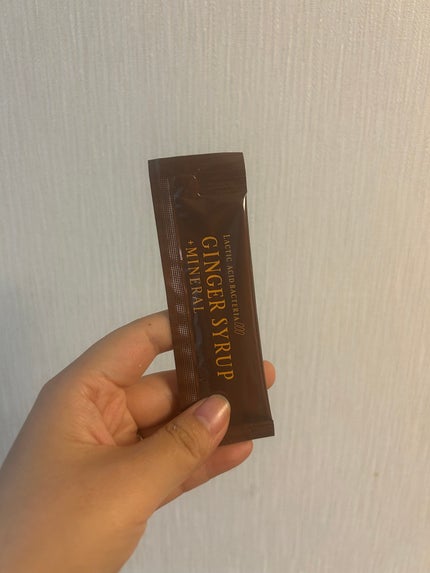 LACTIC ACID BACTERIA
GINGER SYRUP
+MINERAL